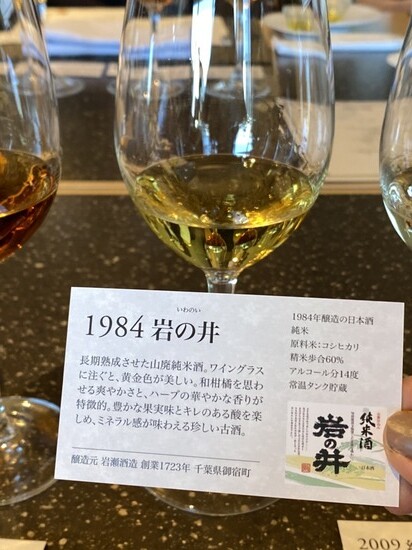 いわのい
1984 岩の井
長期熟成させた山廃純米酒。ワイングラス
に注ぐと、黄金色が美しい。和柑橘を思わ
せる爽やかさと、ハーブの華やかな香りが
特徴的。豊かな果実味とキレのある酸を楽
しめ、ミネラル感が味わえる珍しい古酒。
醸造元 岩瀬酒造 創業1723年 千葉県御宿町
1984年醸造の日本酒
純米
原料米：コシヒカリ
精米歩合60%
アルコール分14度
常温タンク貯蔵
純米酒
岩の井
日本酒
2009